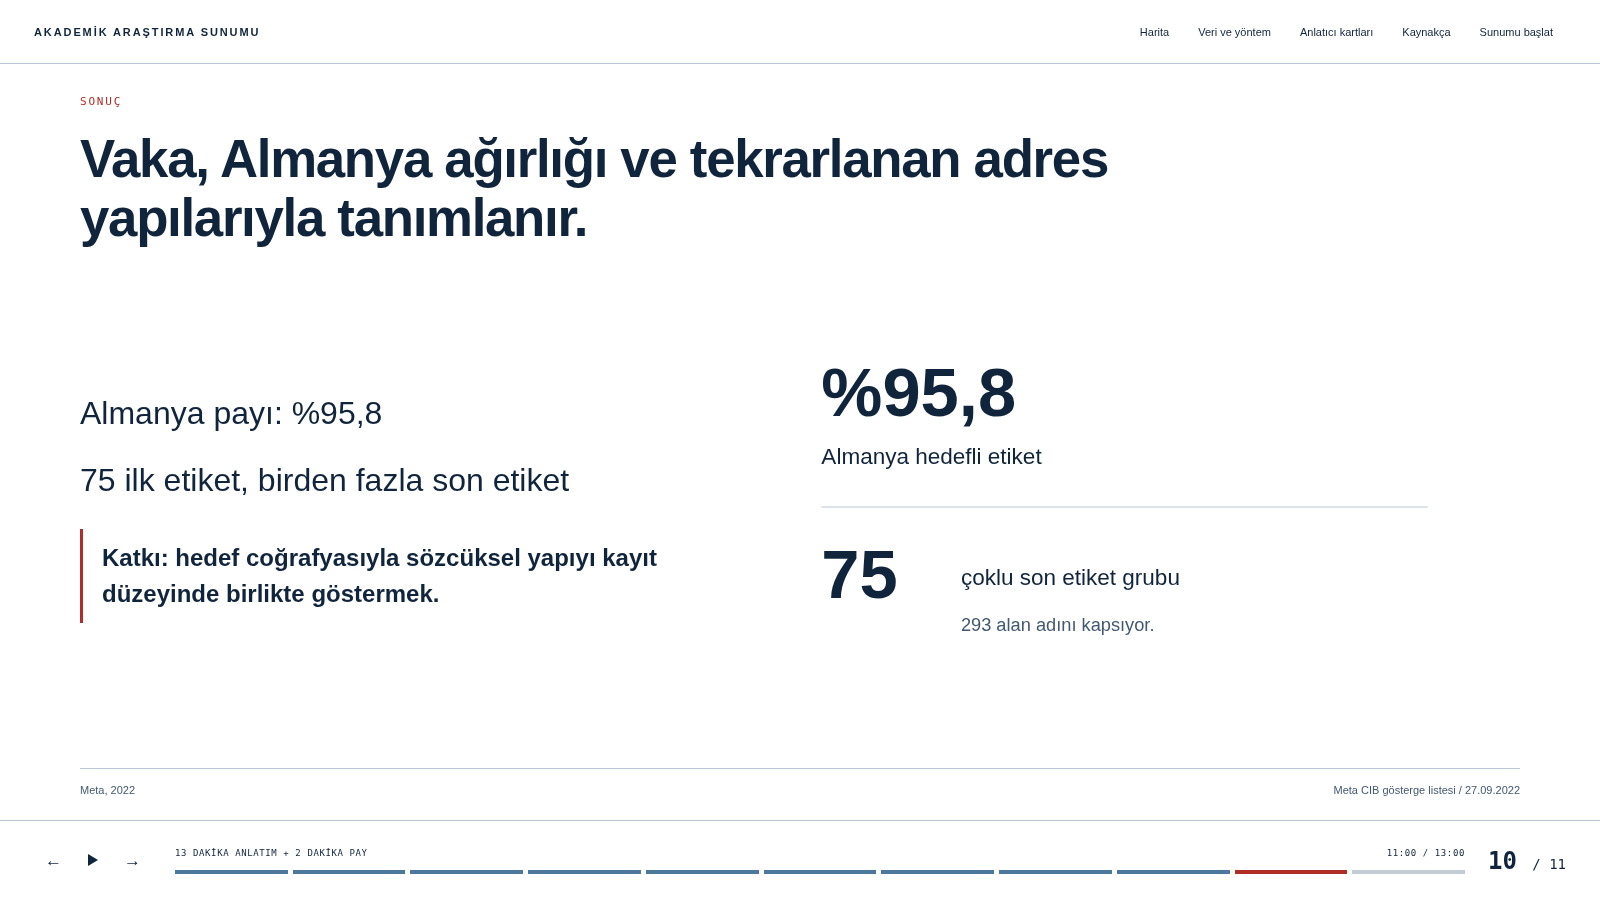 AKADEMİK ARAŞTIRMA SUNUMU
Harita
Veri ve yöntem
Anlatıcı kartları
Kaynakça
Sunumu başlat
SONUÇ
Vaka, Almanya ağırlığı ve tekrarlanan adres
yapılarıyla tanımlanır.
Almanya payı: %95,8
75 ilk etiket, birden fazla son etiket
Katkı: hedef coğrafyasıyla sözcüksel yapıyı kayıt
düzeyinde birlikte göstermek.
%95,8
Almanya hedefli etiket
75
çoklu son etiket grubu
293 alan adını kapsıyor.
Meta, 2022
Meta CIB gösterge listesi / 27.09.2022
← →
13 DAKİKA ANLATIM + 2 DAKİKA PAY
11:00 / 13:00
10 / 11